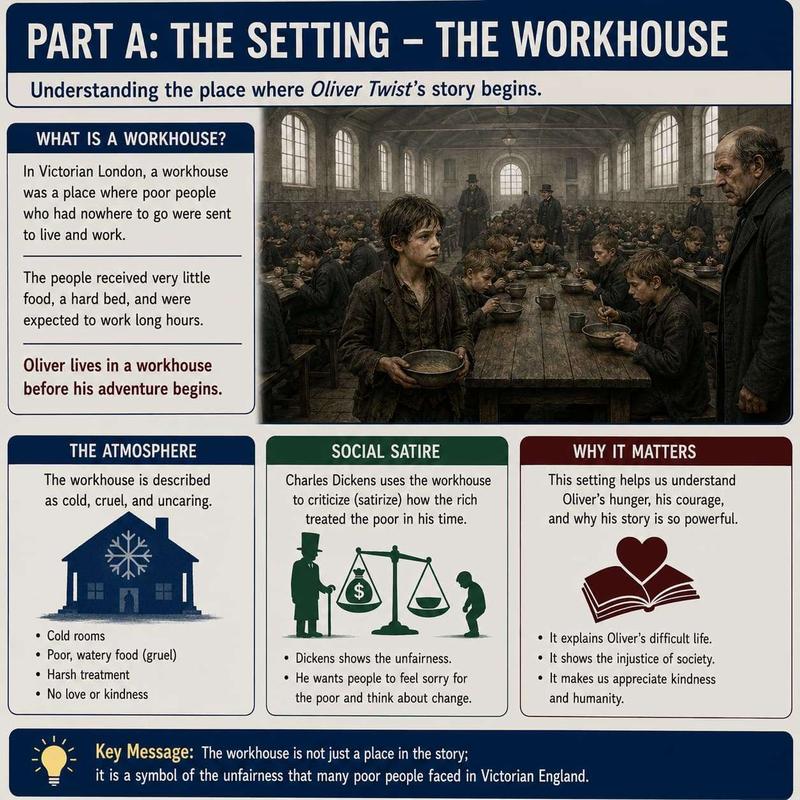 PART A: THE SETTING – THE WORKHOUSE
Understanding the place where Oliver Twist's story begins.
WHAT IS A WORKHOUSE?
In Victorian London, a workhouse
was a place where poor people
who had nowhere to go were sent
to live and work.
The people received very little
food, a hard bed, and were
expected to work long hours.
Oliver lives in a workhouse
before his adventure begins.
THE ATMOSPHERE
The workhouse is described
as cold, cruel, and uncaring.
• Cold rooms
• Poor, watery food (gruel)
• Harsh treatment
• No love or kindness
SOCIAL SATIRE
Charles Dickens uses the workhouse
to criticize (satirize) how the rich
treated the poor in his time.
$
• Dickens shows the unfairness.
• He wants people to feel sorry for
the poor and think about change.
WHY IT MATTERS
This setting helps us understand
Oliver's hunger, his courage,
and why his story is so powerful.
• It explains Oliver's difficult life.
• It shows the injustice of society.
• It makes us appreciate kindness
and humanity.
Key Message: The workhouse is not just a place in the story;
it is a symbol of the unfairness that many poor people faced in Victorian England.